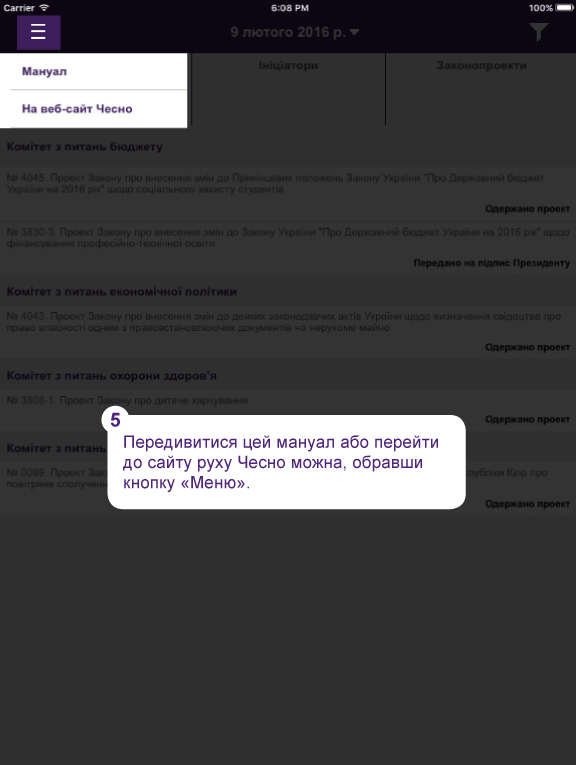 Carrier 6:08 PM 100%
9 лютого 2016 р.
Мануал
На веб-сайт Чесно
Ініціатори
Законопроекти
Комітет з питань бюджету
№ 4045. Проект Закону про внесення змін до Прикінцевих положень Закону України "Про Державний бюджет
України на 2016 рік" щодо соціального захисту студентів
Одержано проект
№ 3830-3. Проект Закону про внесення змін до Закону України "Про Державний бюджет України на 2016 рік" щодо
фінансування професійно-технічної освіти
Передано на підпис Президенту
Комітет з питань економічної політики
№ 4043. Проект Закону про внесення змін до деяких законодавчих актів України щодо визначення свідоцтва про
право власності одним з правовстановлюючих документів на нерухоме майно
Одержано проект
Комітет з питань охорони здоров'я
№ 3808-1. Проект Закону про дитяче харчування
Одержано проект
5
Передивитися цей мануал або перейти
до сайту руху Чесно можна, обравши
кнопку «Меню».
Комітет з питань
№ 0089. Проект Зак Кіпр про
повітряне сполучен
Одержано проект